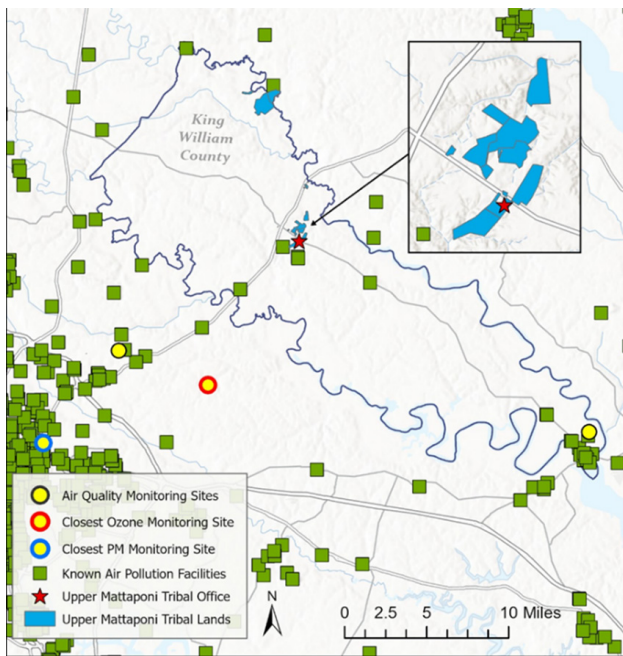 King
William
County
Air Quality Monitoring Sites
Closest Ozone Monitoring Site
Closest PM Monitoring Site
Known Air Pollution Facilities
Upper Mattaponi Tribal Office
Upper Mattaponi Tribal Lands
N
0 2.5 5 10 Miles